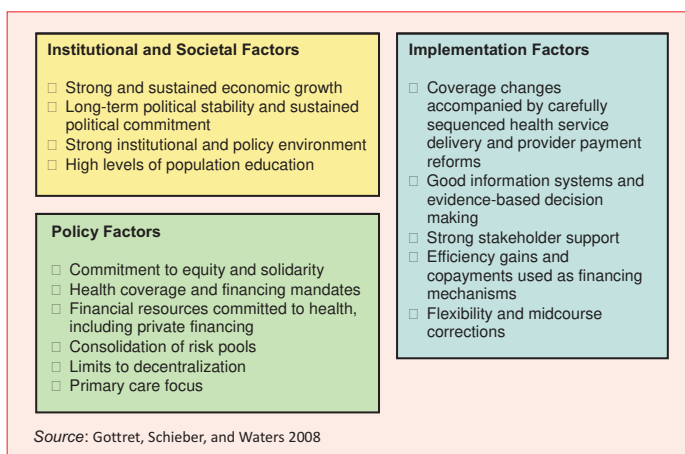 Institutional and Societal Factors
□ Strong and sustained economic growth
□ Long-term political stability and sustained
political commitment
□ Strong institutional and policy environment
□ High levels of population education
Policy Factors
□ Commitment to equity and solidarity
□ Health coverage and financing mandates
□ Financial resources committed to health,
including private financing
□ Consolidation of risk pools
□ Limits to decentralization
□ Primary care focus
Implementation Factors
□ Coverage changes
accompanied by carefully
sequenced health service
delivery and provider payment
reforms
□ Good information systems and
evidence-based decision
making
□ Strong stakeholder support
□ Efficiency gains and
copayments used as financing
mechanisms
□ Flexibility and midcourse
corrections
Source: Gottret, Schieber, and Waters 2008